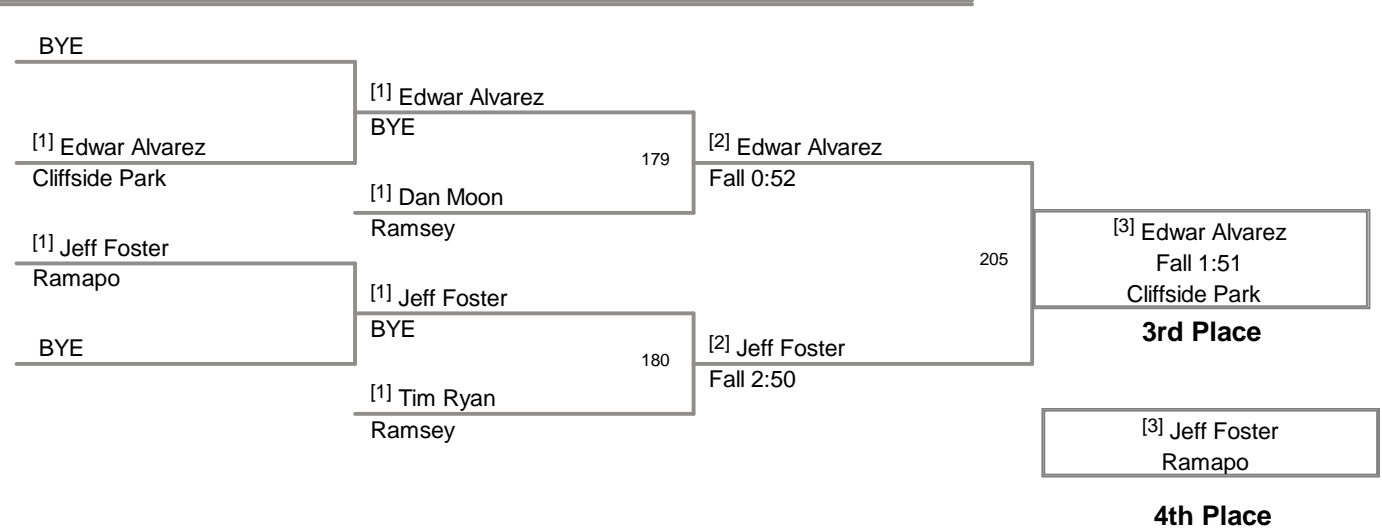 BYE
[1] Edwar Alvarez
BYE
[1] Edwar Alvarez
Cliffside Park
179
[2] Edwar Alvarez
Fall 0:52
[1] Dan Moon
Ramsey
[1] Jeff Foster
Ramapo
205
[3] Edwar Alvarez
Fall 1:51
Cliffside Park
3rd Place
[1] Jeff Foster
BYE
BYE
180
[2] Jeff Foster
Fall 2:50
[1] Tim Ryan
Ramsey
[3] Jeff Foster
Ramapo
4th Place